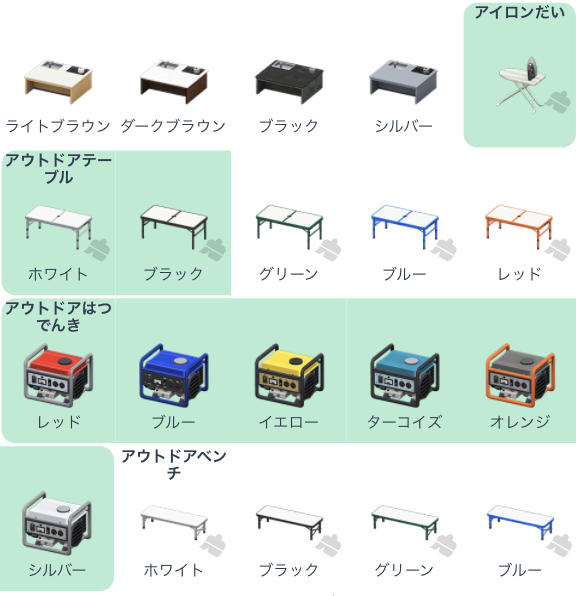 アイロンだい
ライトブラウン
ダークブラウン
ブラック
シルバー
アウトドアテー
ブル
ホワイト
ブラック
グリーン
ブルー
レッド
アウトドアはつ
でんき
レッド
ブルー
イエロー
ターコイズ
オレンジ
アウトドアベン
チ
シルバー
ホワイト
ブラック
グリーン
ブルー